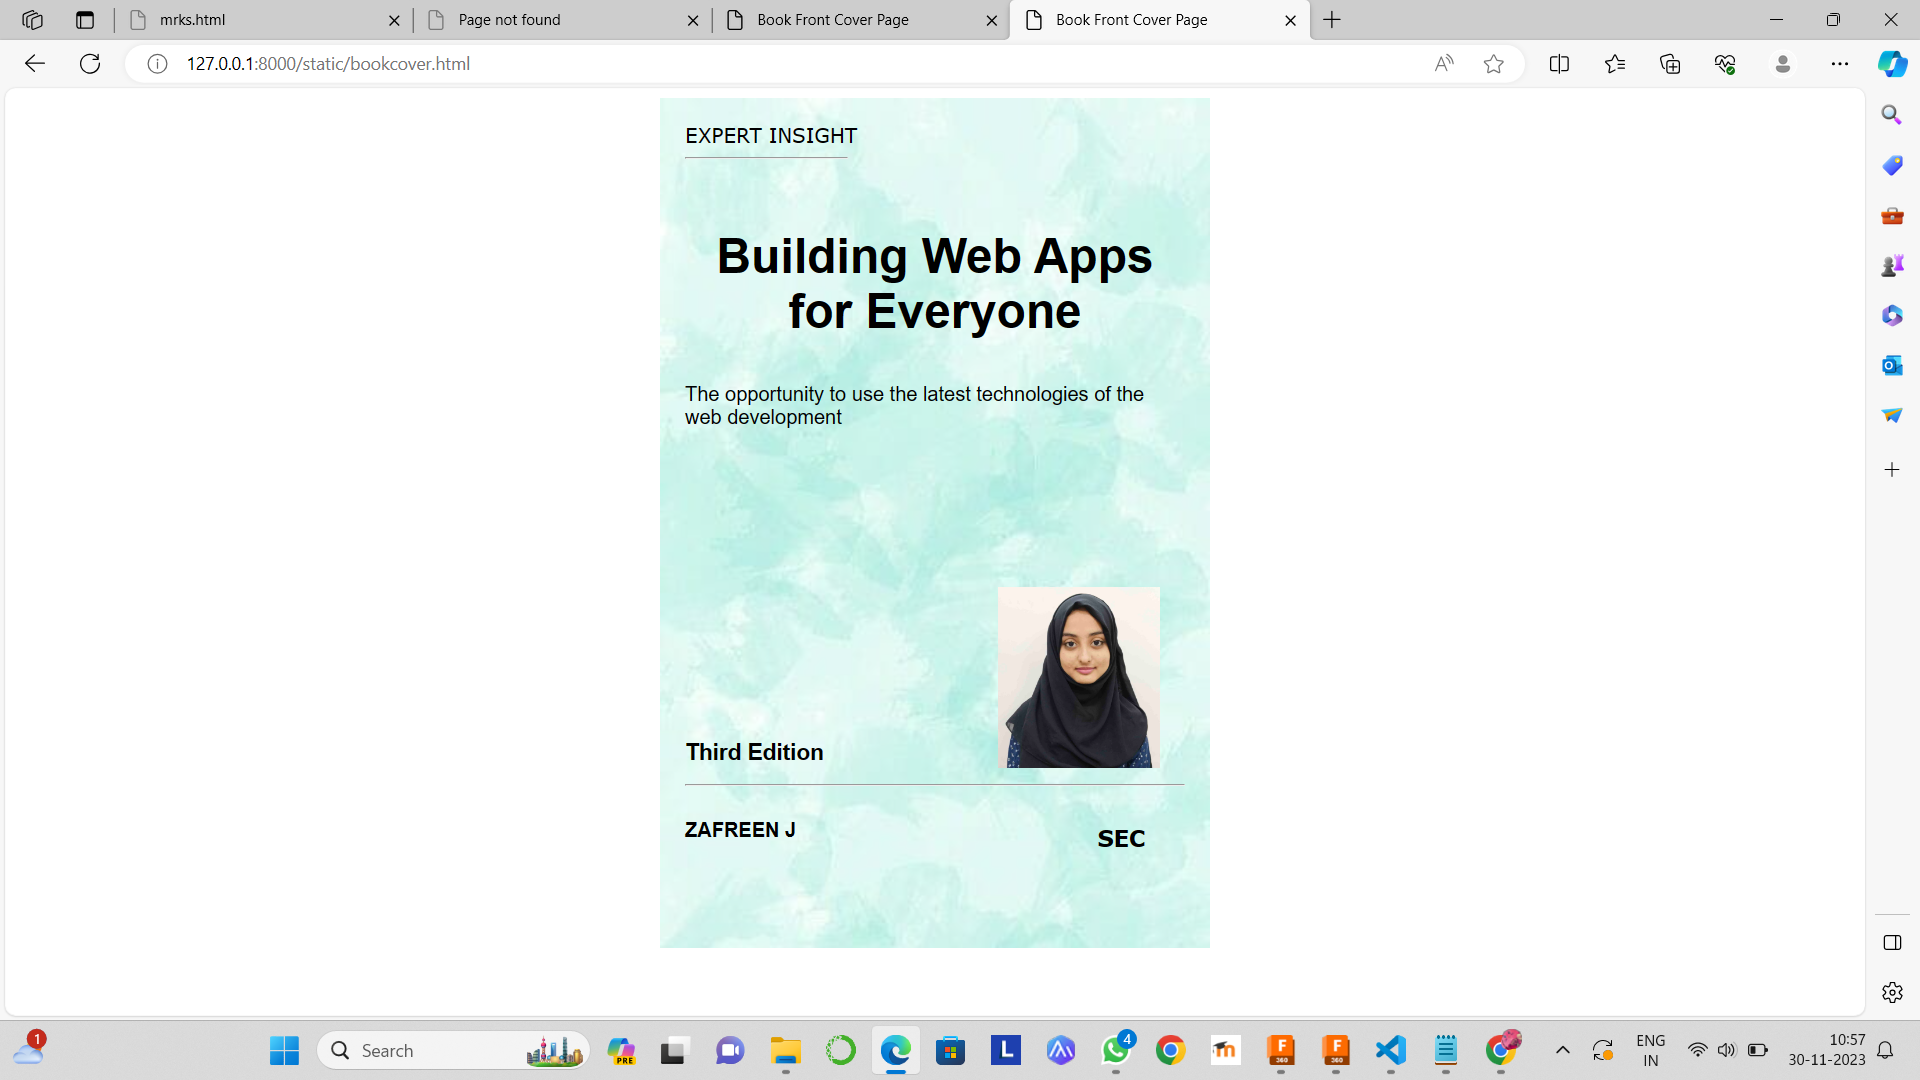 mrks.html
Page not found
Book Front Cover Page
Book Front Cover Page
127.0.0.1:8000/static/bookcover.html
EXPERT INSIGHT
Building Web Apps
for Everyone
The opportunity to use the latest technologies of the
web development
Third Edition
ZAFREEN J
SEC
1
Search
PRE
L
4
F
360
F
360
ENG
IN
10:57
30-11-2023